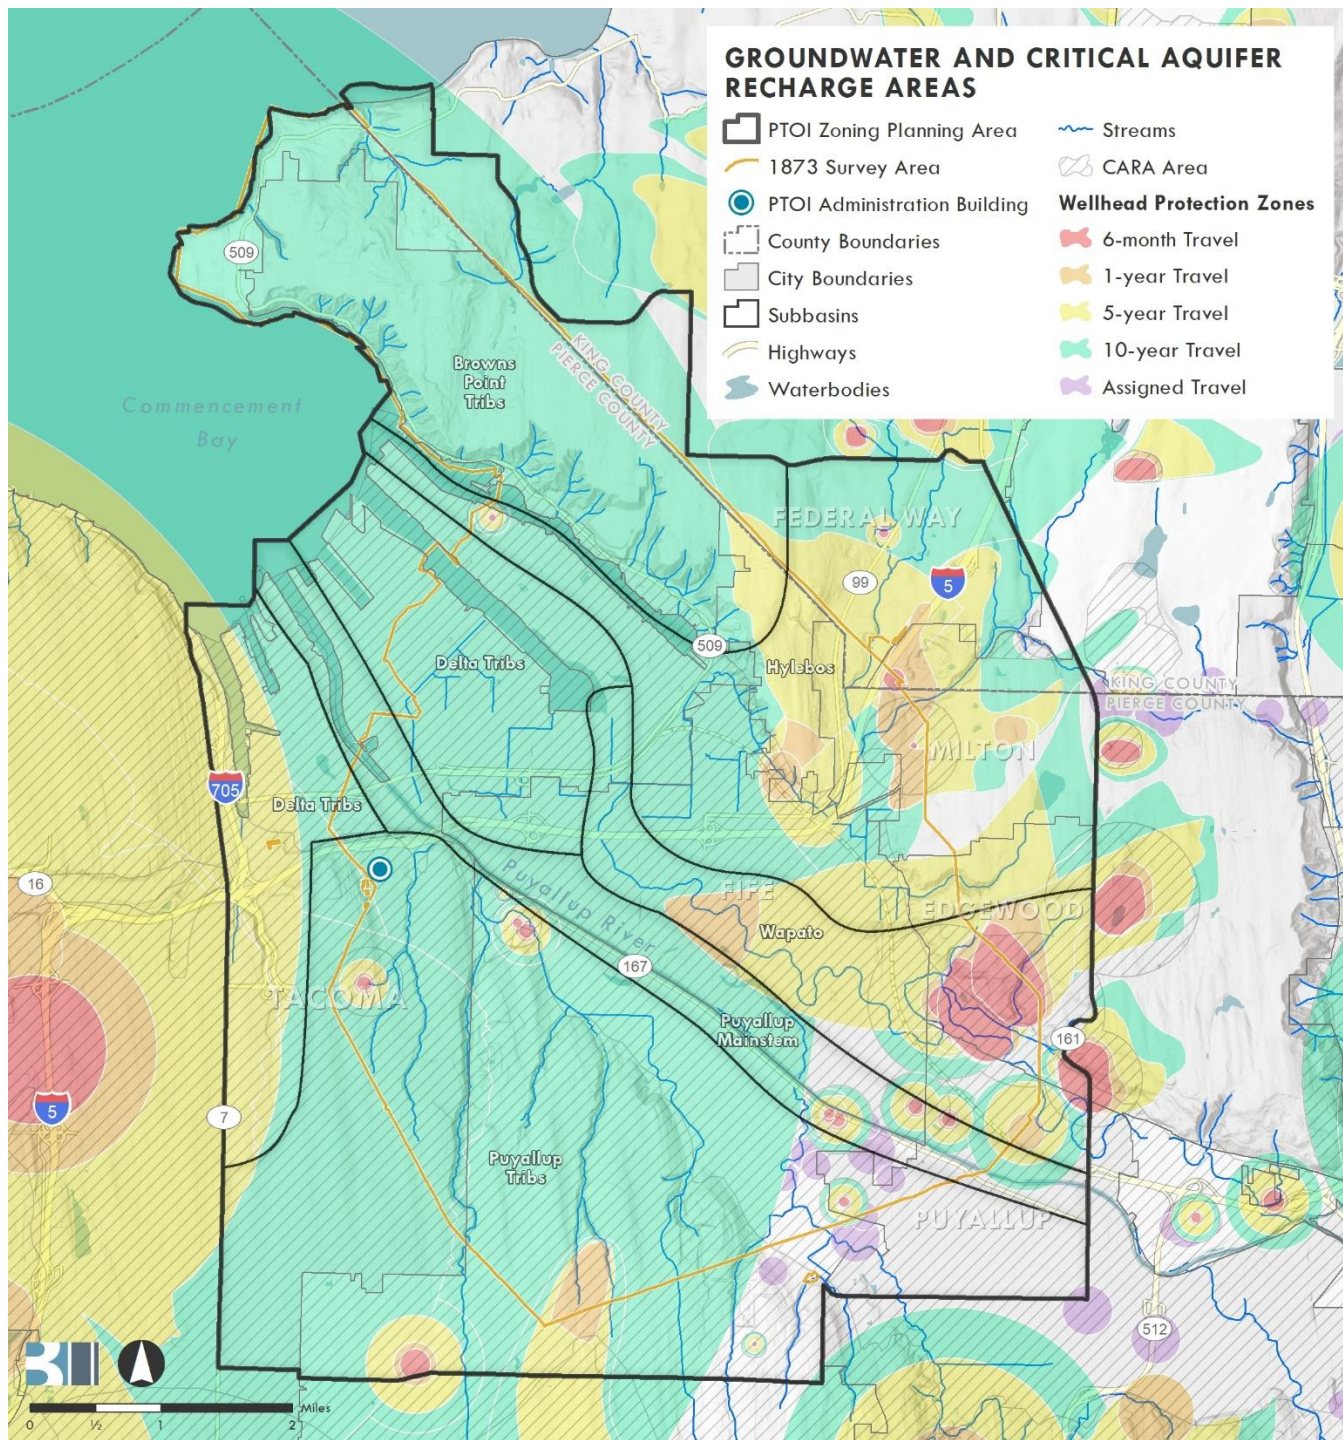 GROUNDWATER AND CRITICAL AQUIFER
RECHARGE AREAS
PTOI Zoning Planning Area
1873 Survey Area
PTOI Administration Building
County Boundaries
City Boundaries
Subbasins
Highways
Waterbodies
Streams
CARA Area
Wellhead Protection Zones
6-month Travel
1-year Travel
5-year Travel
10-year Travel
Assigned Travel
509
KING COUNTY
PIERCE COUNTY
Browns
Point
Tribs
Commencement
Bay
FEDERAL WAY
99
5
509
Delta Tribs
Hylebos
KING COUNTY
PIERCE COUNTY
MILTON
705
Delta Tribs
16
Puyallup River
FIFE
EDGEWOOD
Wapato
167
TACOMA
Puyallup
Mainstem
161
5
7
Puyallup
Tribs
PUYALLUP
512
Miles
0 ½ 1 2